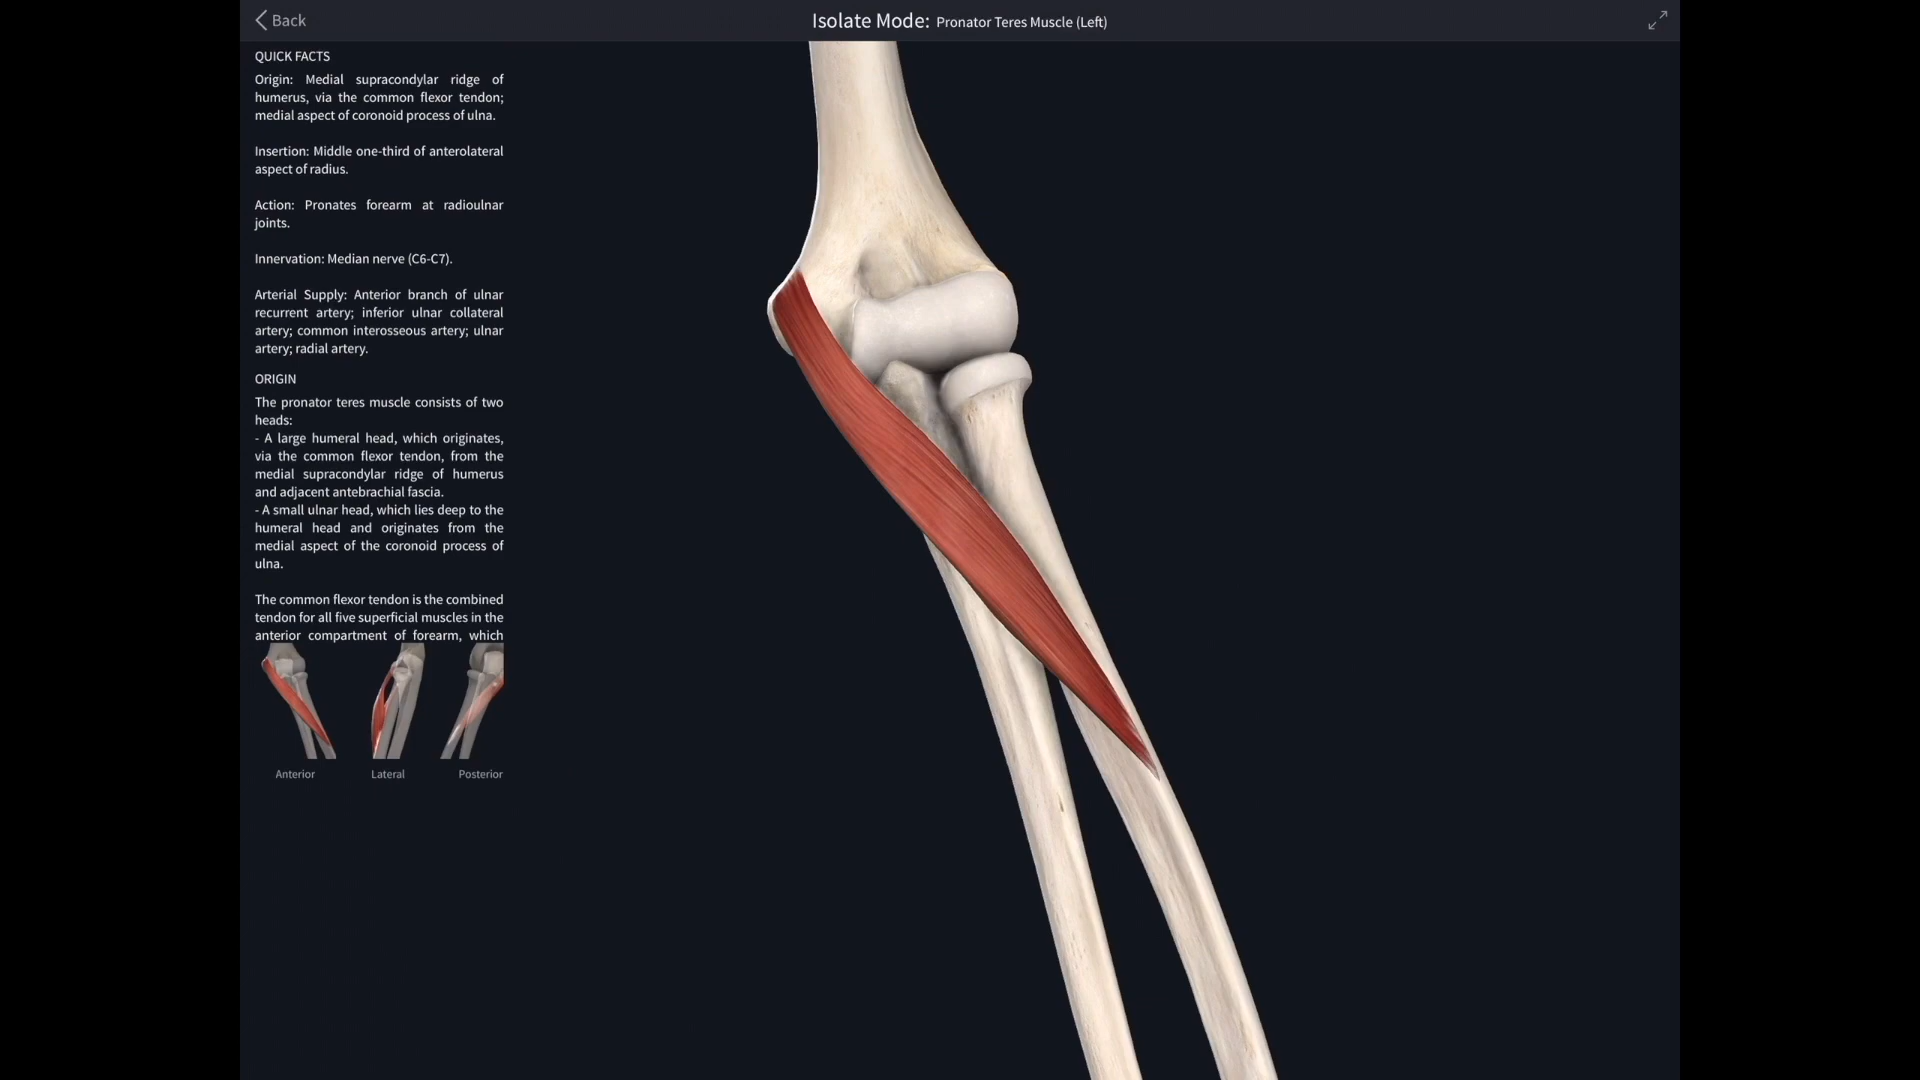 Back
Isolate Mode: Pronator Teres Muscle (Left)
QUICK FACTS
Origin: Medial supracondylar ridge of
humerus, via the common flexor tendon;
medial aspect of coronoid process of ulna.
Insertion: Middle one-third of anterolateral
aspect of radius.
Action: Pronates forearm at radioulnar
joints.
Innervation: Median nerve (C6-C7).
Arterial Supply: Anterior branch of ulnar
recurrent artery; inferior ulnar collateral
artery; common interosseous artery; ulnar
artery; radial artery.
ORIGIN
The pronator teres muscle consists of two
heads:
- A large humeral head, which originates,
via the common flexor tendon, from the
medial supracondylar ridge of humerus
and adjacent antebrachial fascia.
- A small ulnar head, which lies deep to the
humeral head and originates from the
medial aspect of the coronoid process of
ulna.
The common flexor tendon is the combined
tendon for all five superficial muscles in the
anterior compartment of forearm, which
Anterior Lateral Posterior